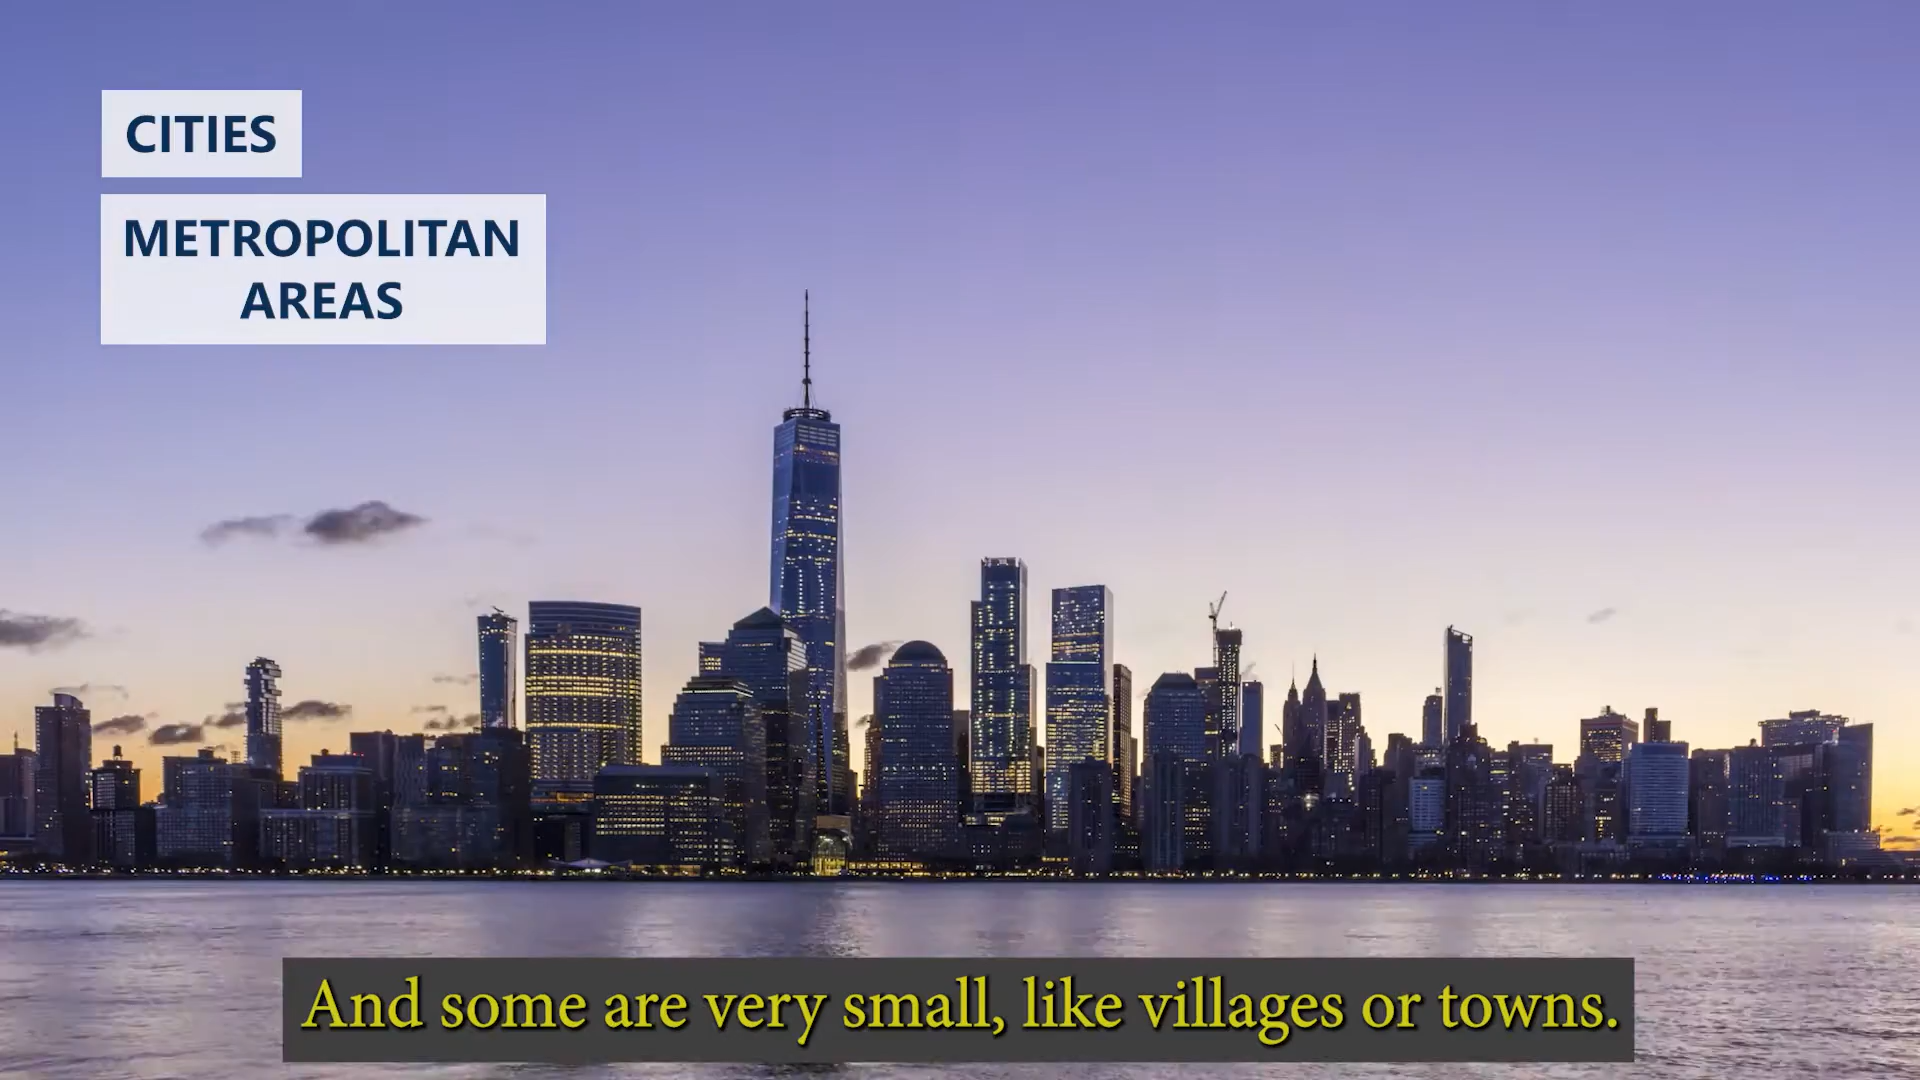 CITIES
METROPOLITAN
AREAS
And some are very small, like villages or towns.